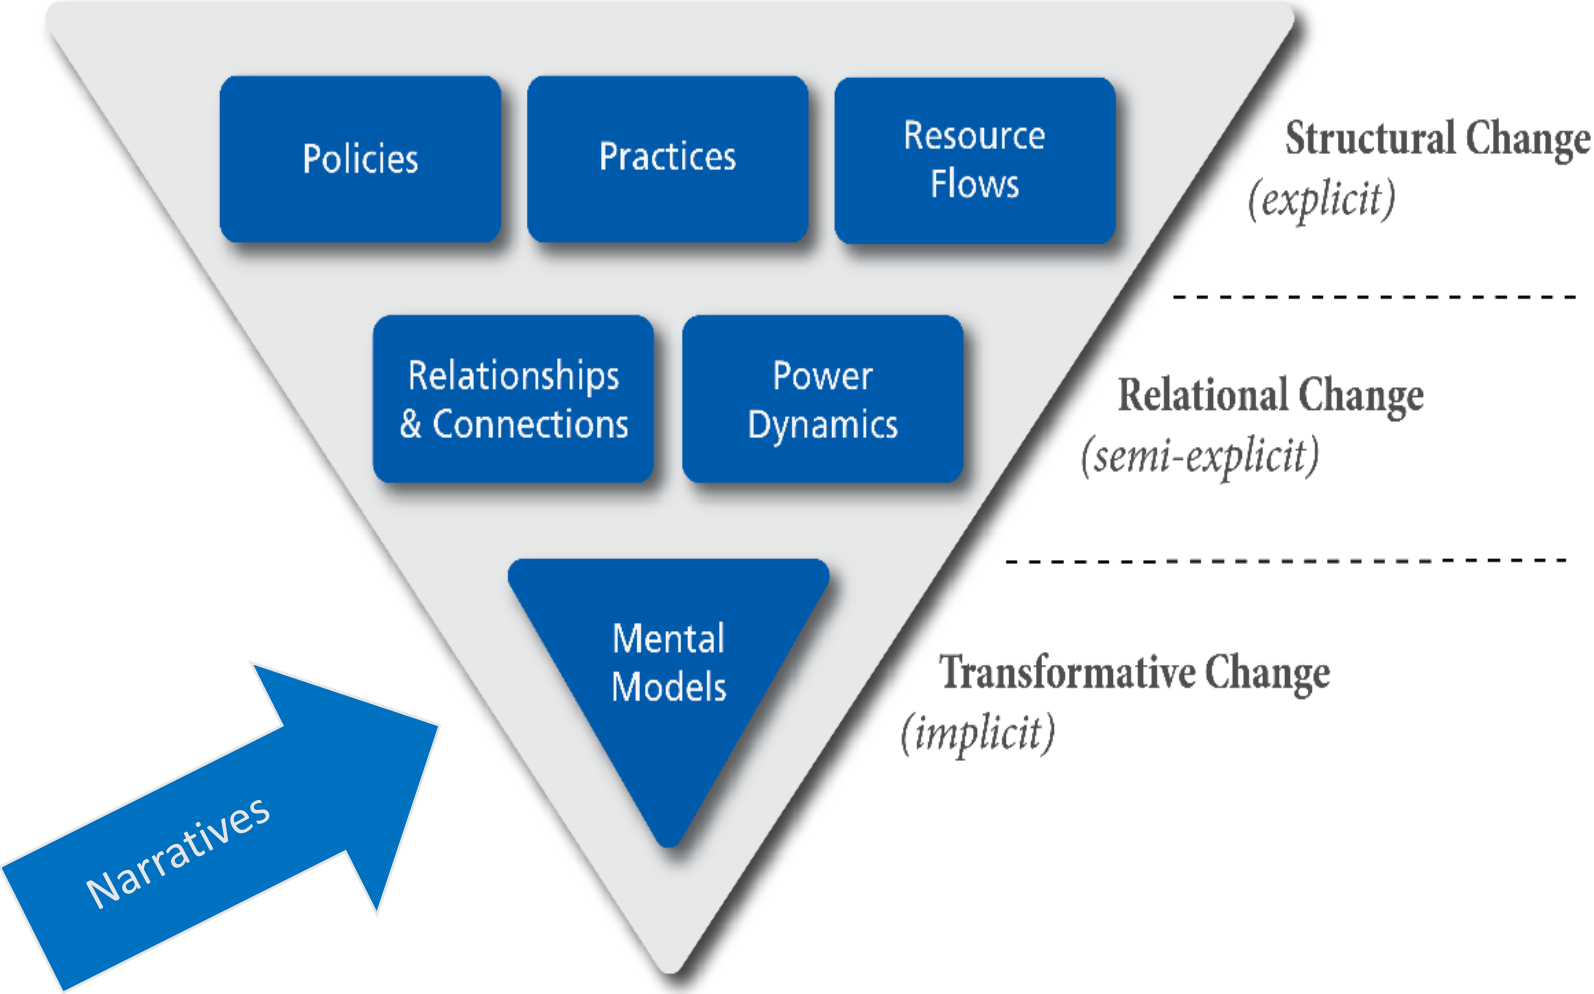 Policies
Practices
Resource
Flows
Structural Change
(explicit)
Relationships
& Connections
Power
Dynamics
Relational Change
(semi-explicit)
Mental
Models
Transformative Change
(implicit)
Narratives